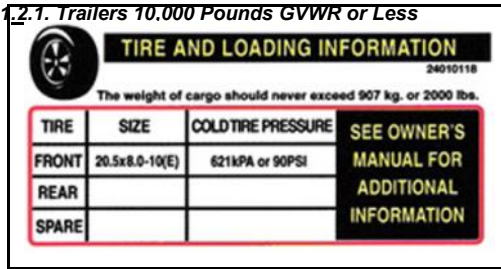 1.2.1. Trailers 10.000 Pounds GVWR or Less
TIRE AND LOADING INFORMATION
24010118
The weight of cargo should never exceed 907 kg. or 2000 lbs.
TIRE SIZE COLD TIRE PRESSURE
FRONT 20.5x8.0-10(E) 621kPA or 90PSI
REAR
SPARE
SEE OWNER'S
MANUAL FOR
ADDITIONAL
INFORMATION